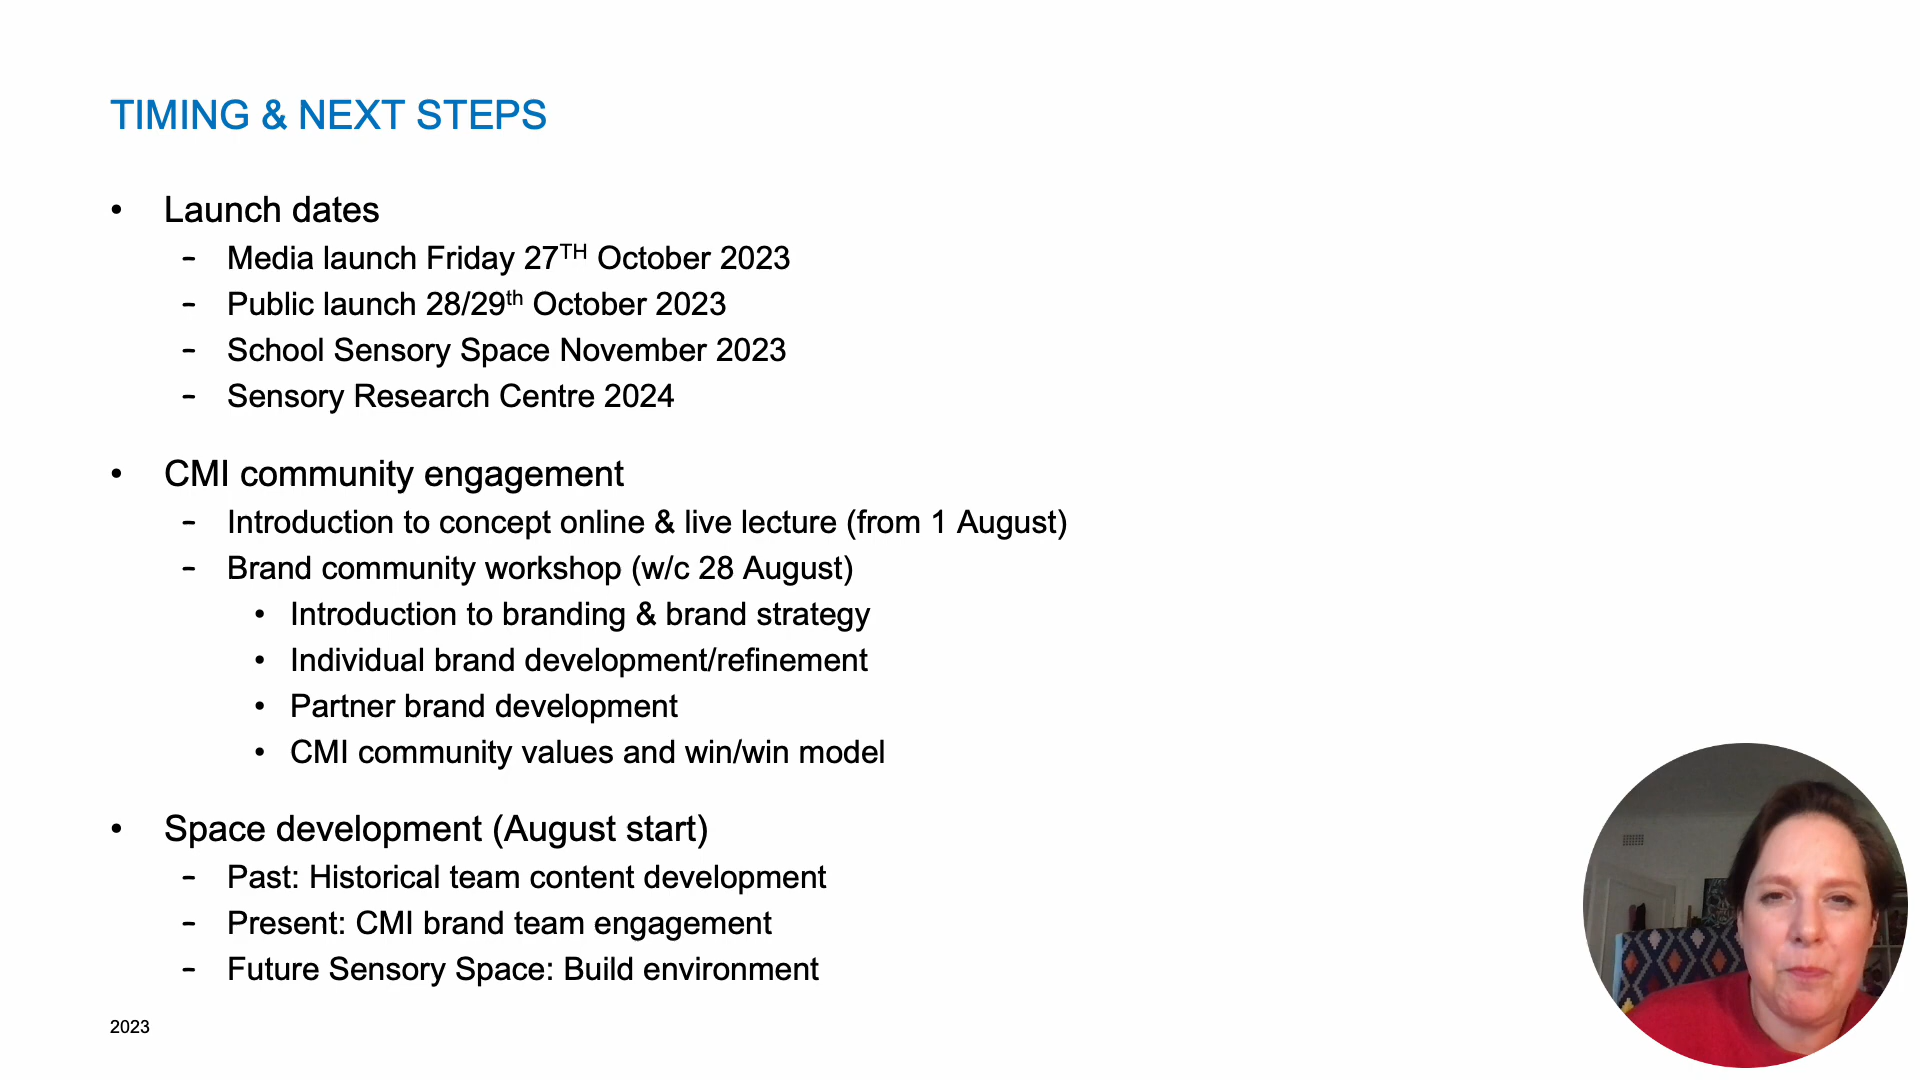 TIMING & NEXT STEPS
• Launch dates
- Media launch Friday 27TH October 2023
- Public launch 28/29th October 2023
- School Sensory Space November 2023
- Sensory Research Centre 2024
• CMI community engagement
- Introduction to concept online & live lecture (from 1 August)
- Brand community workshop (w/c 28 August)
• Introduction to branding & brand strategy
• Individual brand development/refinement
• Partner brand development
• CMI community values and win/win model
• Space development (August start)
- Past: Historical team content development
- Present: CMI brand team engagement
- Future Sensory Space: Build environment
2023